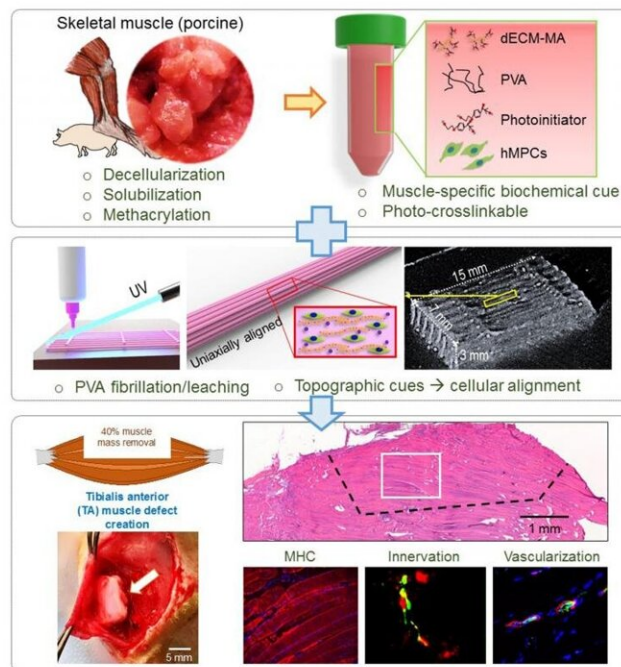 Skeletal muscle (porcine)
Decellularization
Solubilization
Methacrylation
dECM-MA
PVA
Photoinitiator
hMPCs
Muscle-specific biochemical cue
Photo-crosslinkable
UV
Uniaxially aligned
15 mm
7 mm
3 mm
PVA fibrillation/leaching
Topographic cues → cellular alignment
40% muscle
mass removal
Tibialis anterior
(TA) muscle defect
creation
5 mm
1 mm
MHC
Innervation
Vascularization